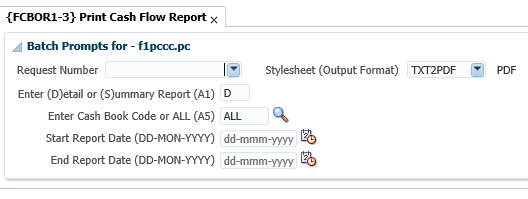 {FCBOR1-3} Print Cash Flow Report x
Batch Prompts for - f1pccc.pc
Request Number Stylesheet (Output Format) TXT2PDF PDF
Enter (D)etail or (S)ummary Report (A1) D
Enter Cash Book Code or ALL (A5) ALL
Start Report Date (DD-MON-YYYY) dd-mmm-yyyy
End Report Date (DD-MON-YYYY) dd-mmm-yyyy